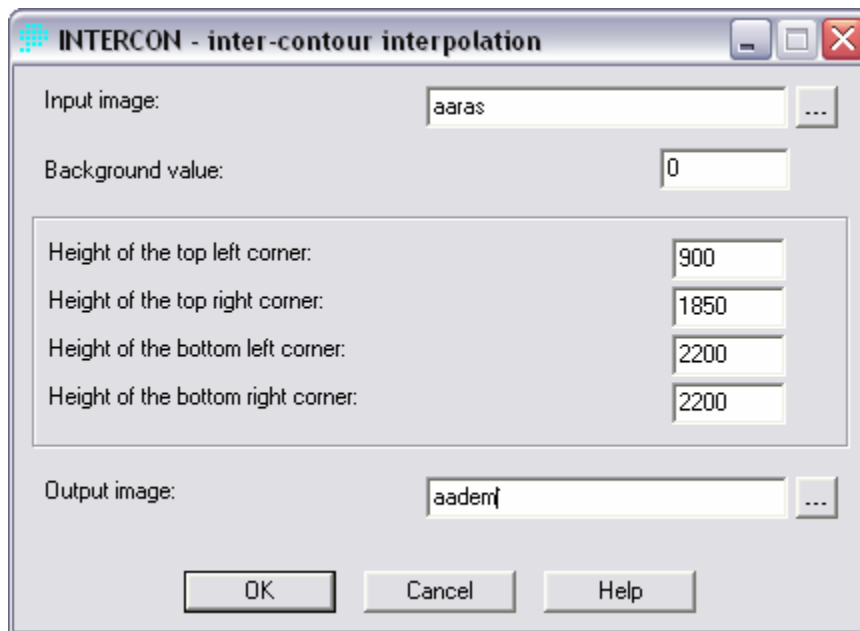 INTERCON - inter-contour interpolation
Input image: aaras ...
Background value: 0
Height of the top left corner: 900
Height of the top right corner: 1850
Height of the bottom left corner: 2200
Height of the bottom right corner: 2200
Output image: aadem ...
OK Cancel Help